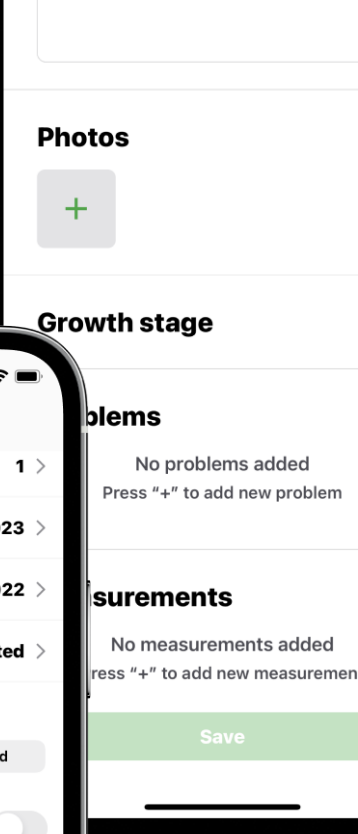 Photos
+
Growth stage
blems
No problems added
Press “+” to add new problem
1
23
22
ted
surements
No measurements added
ress “+” to add new measuremen
d
Save